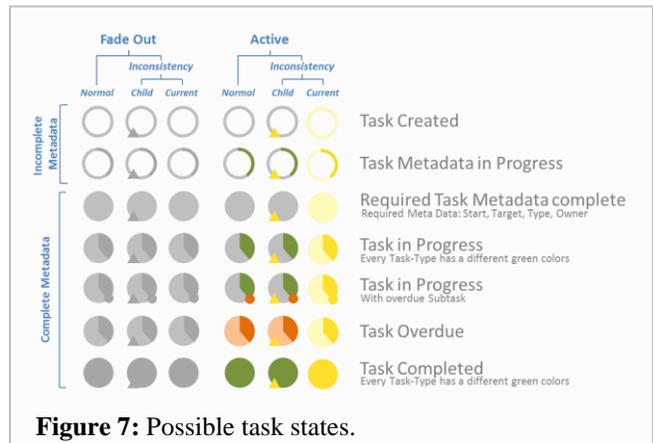 Fade Out Active
Inconsistency Inconsistency
Normal Child Current Normal Child Current
Incomplete
Metadata
Task Created
Task Metadata in Progress
Complete Metadata
Required Task Metadata complete
Required Meta Data: Start, Target, Type, Owner
Task in Progress
Every Task-Type has a different green colors
Task in Progress
With overdue Subtask
Task Overdue
Task Completed
Every Task-Type has a different green colors
Figure 7: Possible task states.